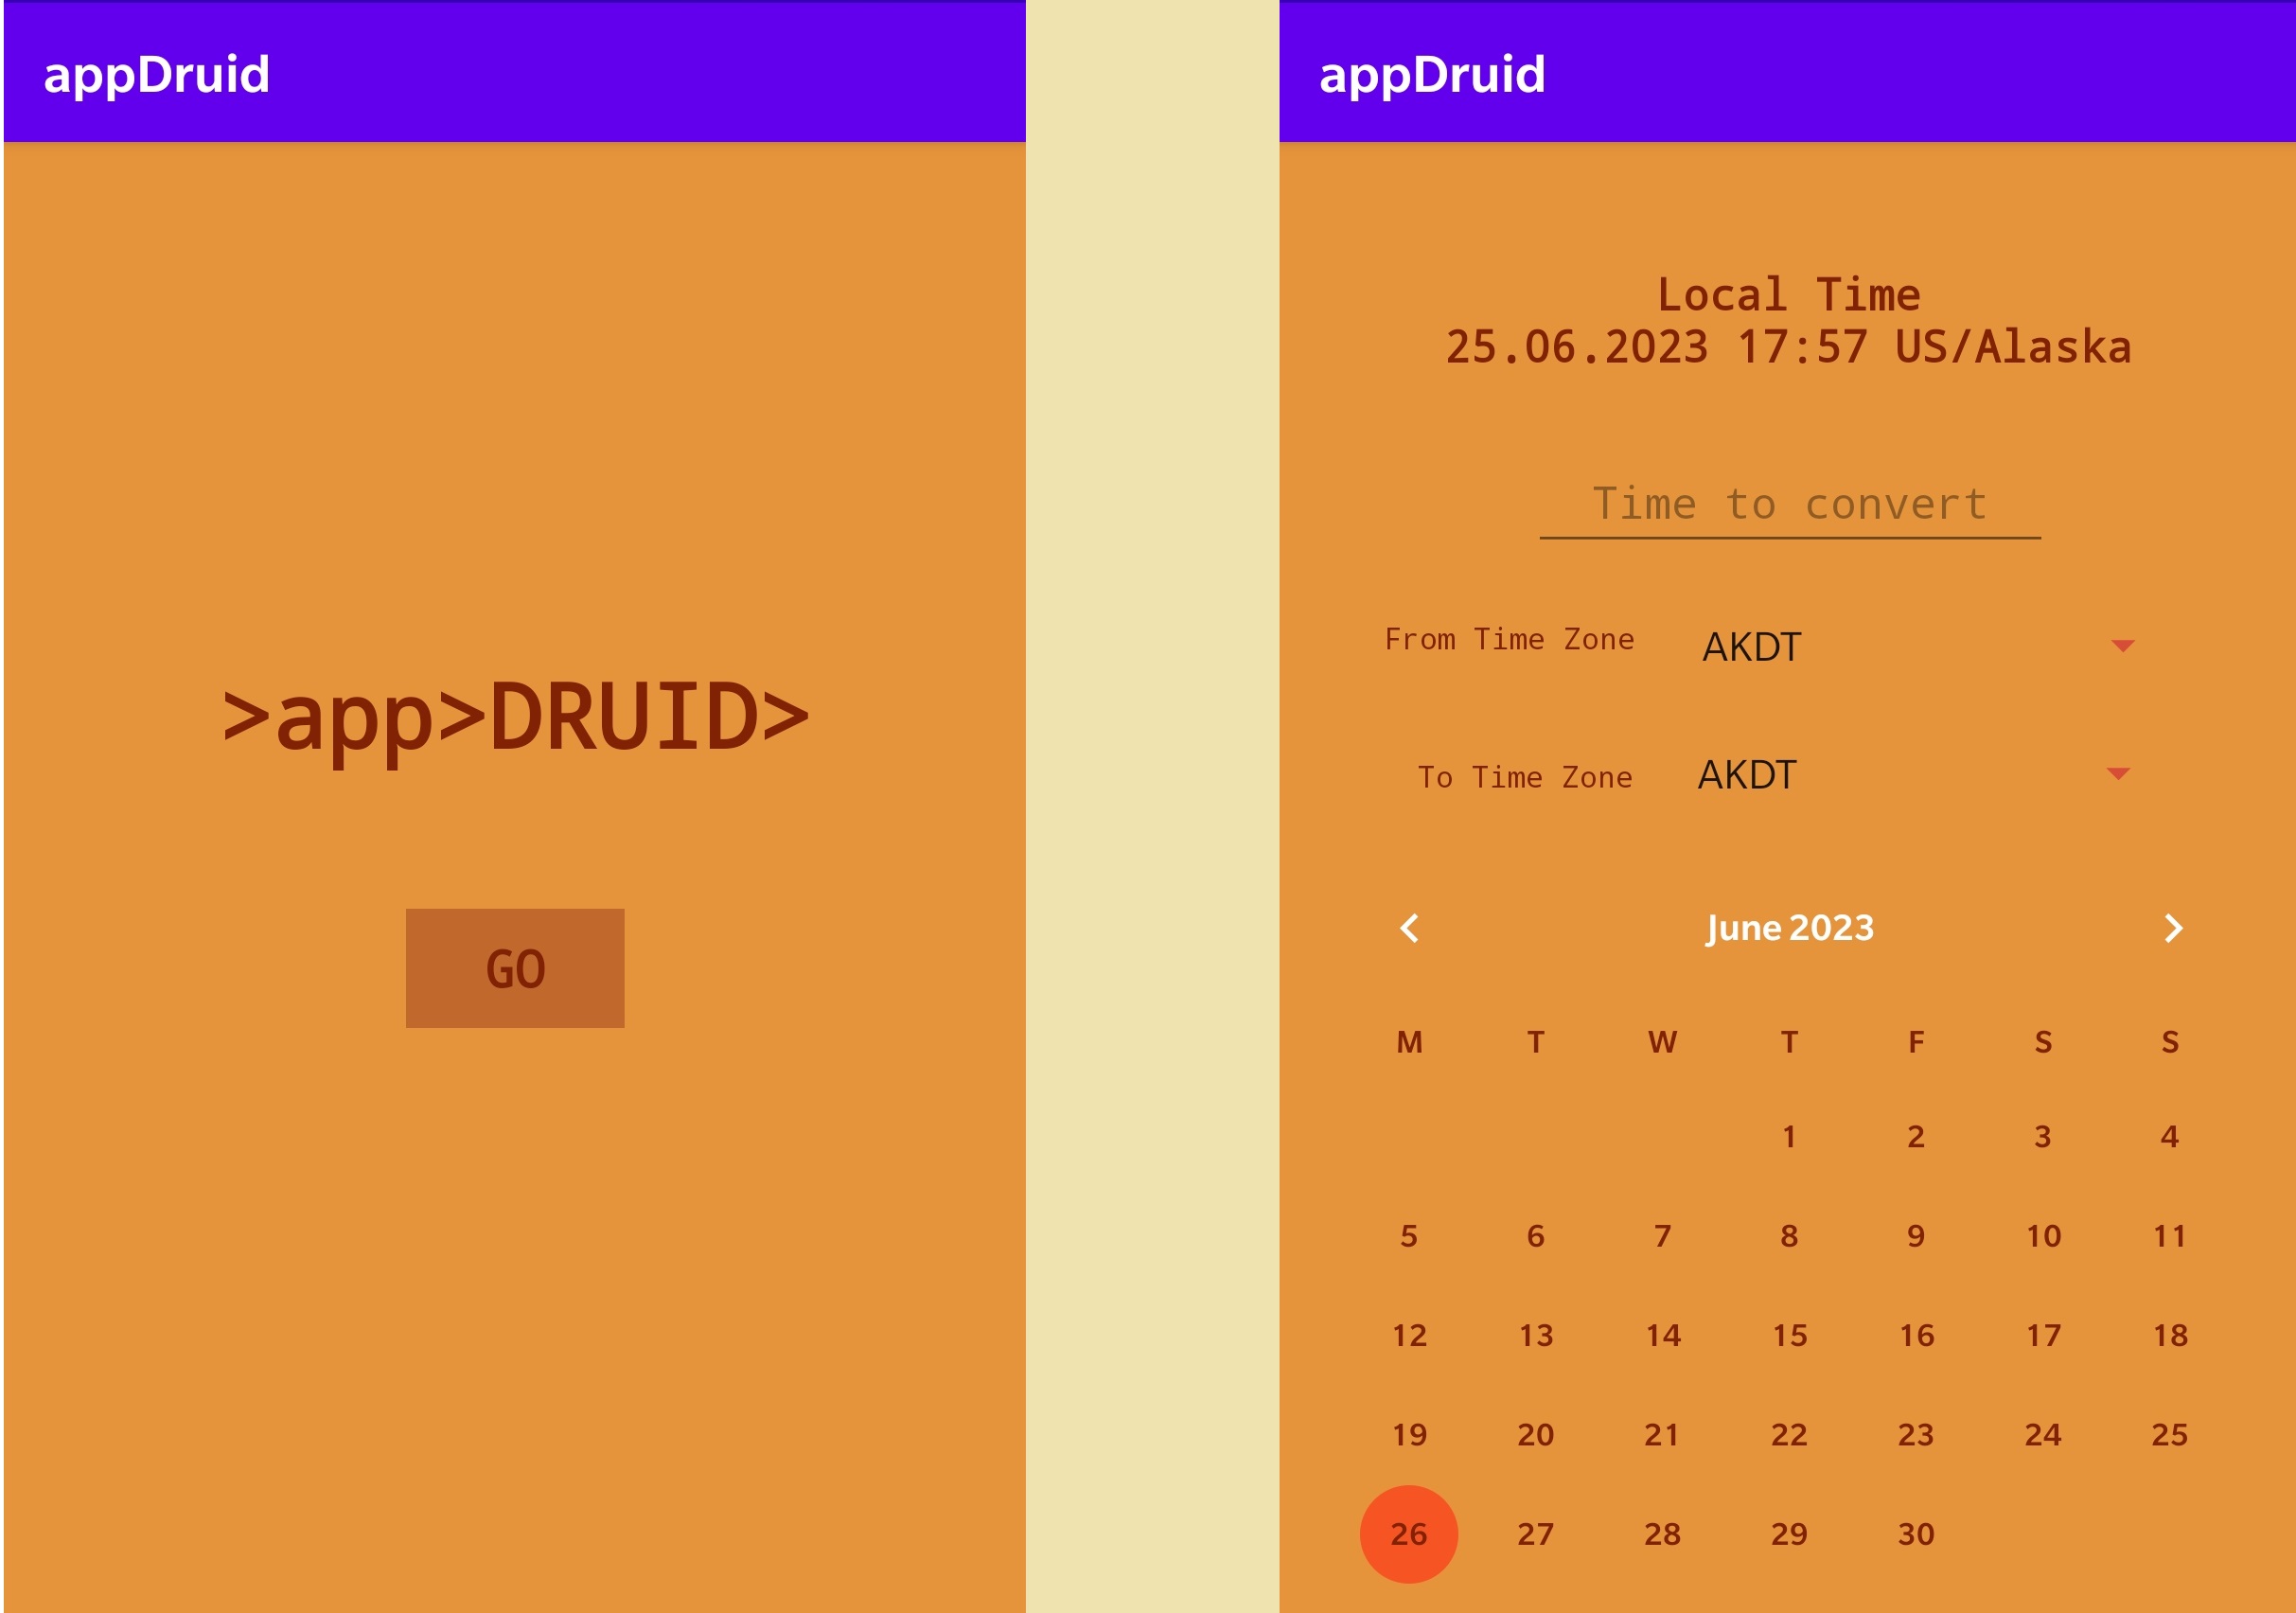 appDruid
>app>DRUID>
GO
appDruid
Local Time
25.06.2023 17:57 US/Alaska
Time to convert
From Time Zone AKDT
To Time Zone AKDT
June 2023
M T W T F S S
1 2 3 4
5 6 7 8 9 10 11
12 13 14 15 16 17 18
19 20 21 22 23 24 25
26 27 28 29 30